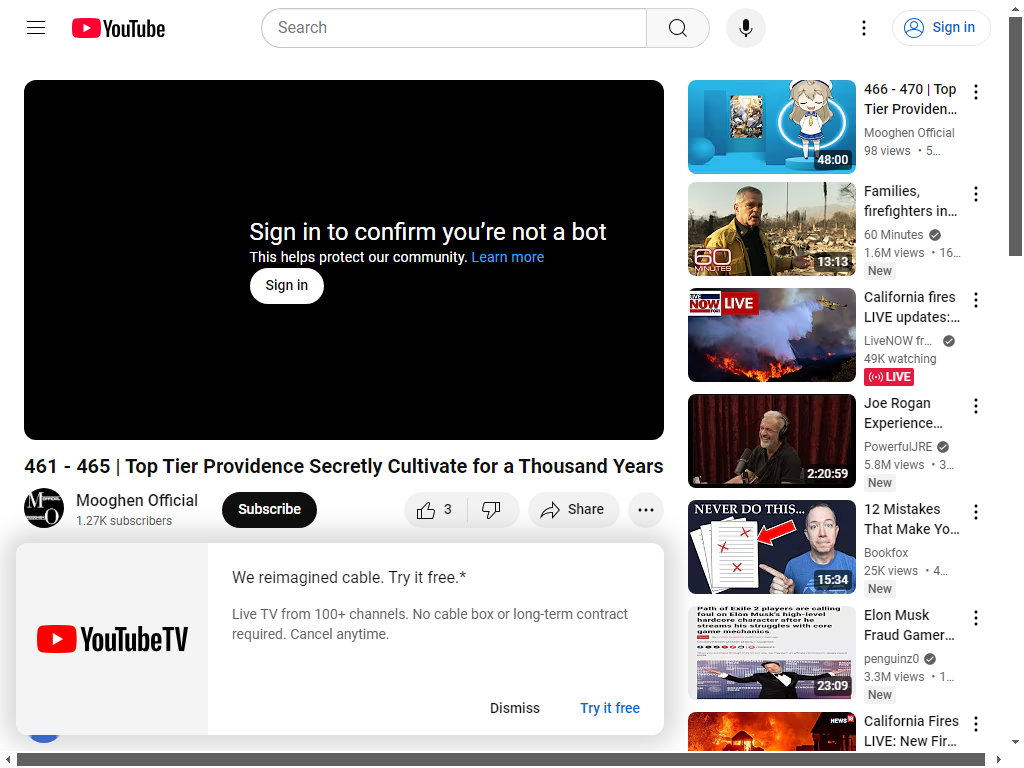 YouTube
Search
Sign in
Sign in to confirm you’re not a bot
This helps protect our community. Learn more
Sign in
461 - 465 | Top Tier Providence Secretly Cultivate for a Thousand Years
Mooghen Official
1.27K subscribers
Subscribe
3
Share
We reimagined cable. Try it free.*
Live TV from 100+ channels. No cable box or long-term contract
required. Cancel anytime.
YouTubeTV
Dismiss
Try it free
48:00
466 - 470 | Top
Tier Providen...
Mooghen Official
98 views • 5...
60
MINUTES
13:13
Families,
firefighters in...
60 Minutes
1.6M views • 16...
New
LIVE
NOW
LIVE
California fires
LIVE updates:...
LiveNOW fr...
49K watching
LIVE
2:20:59
Joe Rogan
Experience...
PowerfulJRE
5.8M views • 3...
New
NEVER DO THIS...
15:34
12 Mistakes
That Make Yo...
Bookfox
25K views • 4...
New
Path of Exile 2 players are calling
foul on Elon Musk's high-level
hardcore character after he
streams his struggles with core
game mechanics
23:09
Elon Musk
Fraud Gamer...
penguinz0
3.3M views • 1...
New
NEWS
California Fires
LIVE: New Fir...